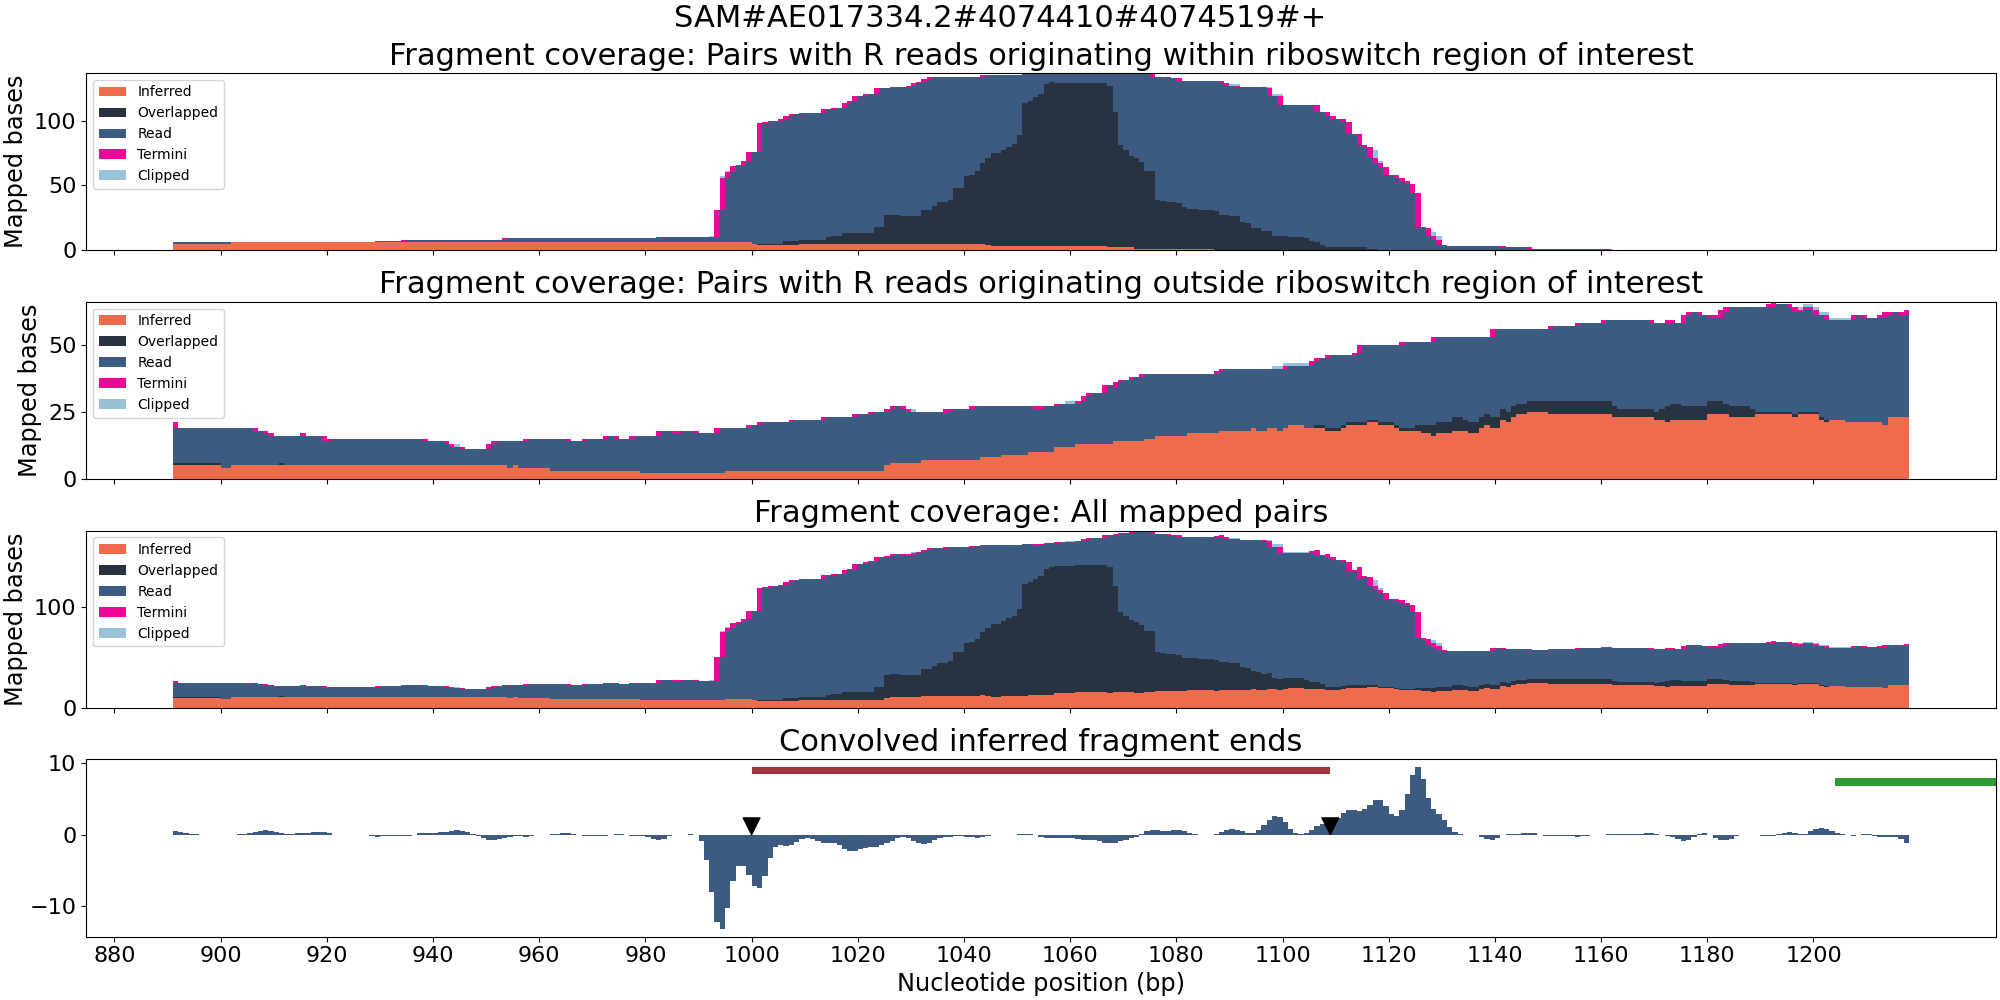 SAM#AE017334.2#4074410#4074519#+
Fragment coverage: Pairs with R reads originating within riboswitch region of interest
Mapped bases
100
50
0
Inferred
Overlapped
Read
Termini
Clipped
Fragment coverage: Pairs with R reads originating outside riboswitch region of interest
Mapped bases
50
25
0
Inferred
Overlapped
Read
Termini
Clipped
Fragment coverage: All mapped pairs
Mapped bases
100
0
Inferred
Overlapped
Read
Termini
Clipped
Convolved inferred fragment ends
10
0
−10
880 900 920 940 960 980 1000 1020 1040 1060 1080 1100 1120 1140 1160 1180 1200
Nucleotide position (bp)